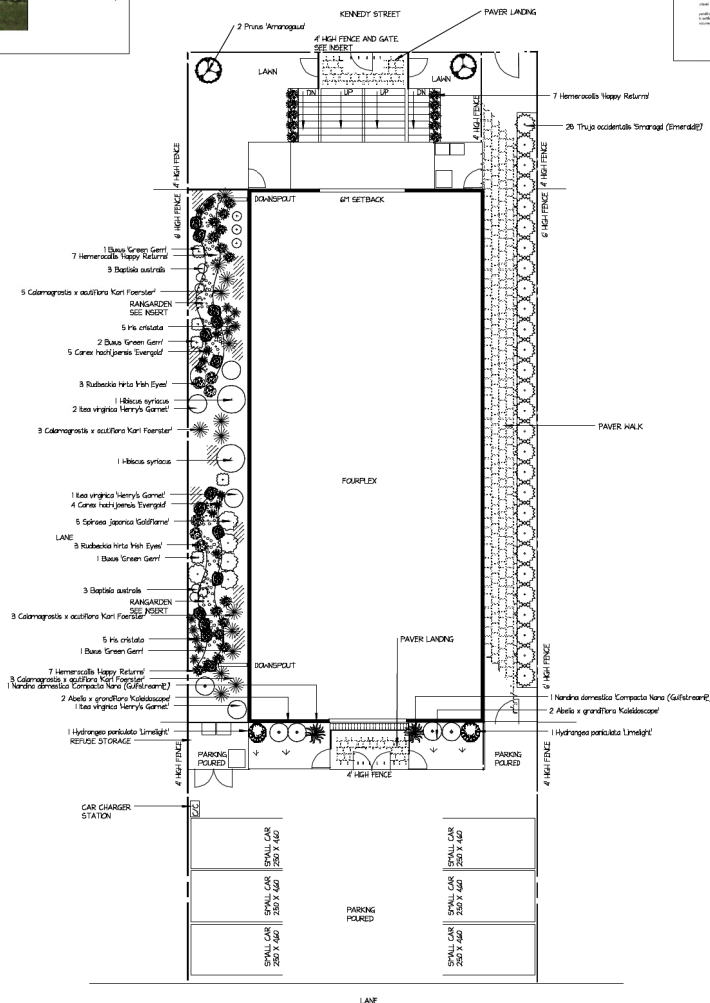 KENNEDY STREET
PAVER LANDING
2 Prunus 'Amanogawa'
4' HIGH FENCE AND GATE
SEE INSERT
LAWN
LAWN
DN
UP
UP
DN
7 Hemerocallis 'Happy Returns'
4' HIGH FENCE
26 Thuja occidentalis 'Smaragd (Emerald)'
4' HIGH FENCE
4' HIGH FENCE
6' HIGH FENCE
DOWNSPOUT
6M SETBACK
6' HIGH FENCE
1 Buxus 'Green Gem'
7 Hemerocallis 'Happy Returns'
3 Baptisia australis
5 Calamagrostis x acutiflora 'Karl Foerster'
RAINGARDEN
SEE INSERT
5 Iris cristata
2 Buxus 'Green Gem'
5 Carex hachijoensis 'Evergold'
3 Rudbeckia hirta 'Irish Eyes'
1 Hibiscus syriacus
2 Itea virginica 'Henry's Garnet'
3 Calamagrostis x acutiflora 'Karl Foerster'
PAVER WALK
1 Hibiscus syriacus
FOURPLEX
1 Itea virginica 'Henry's Garnet'
4 Carex hachijoensis 'Evergold'
5 Spiraea japonica 'Goldflame'
LANE
3 Rudbeckia hirta 'Irish Eyes'
1 Buxus 'Green Gem'
3 Baptisia australis
RAINGARDEN
SEE INSERT
3 Calamagrostis x acutiflora 'Karl Foerster'
5 Iris cristata
1 Buxus 'Green Gem'
PAVER LANDING
7 Hemerocallis 'Happy Returns'
DOWNSPOUT
6' HIGH FENCE
3 Calamagrostis x acutiflora 'Karl Foerster'
1 Nandina domestica 'Compacta Nana (Gulfstream)'
2 Abelia x grandiflora 'Kaleidoscope'
1 Itea virginica 'Henry's Garnet'
1 Nandina domestica 'Compacta Nana (Gulfstream)'
2 Abelia x grandiflora 'Kaleidoscope'
1 Hydrangea paniculata 'Limelight'
REFUSE STORAGE
1 Hydrangea paniculata 'Limelight'
4' HIGH FENCE
PARKING
POURED
4' HIGH FENCE
PARKING
POURED
4' HIGH FENCE
CAR CHARGER
STATION
C/C
SMALL CAR
250 X 460
SMALL CAR
250 X 460
SMALL CAR
250 X 460
SMALL CAR
250 X 460
PARKING
POURED
SMALL CAR
250 X 460
SMALL CAR
250 X 460
LANE